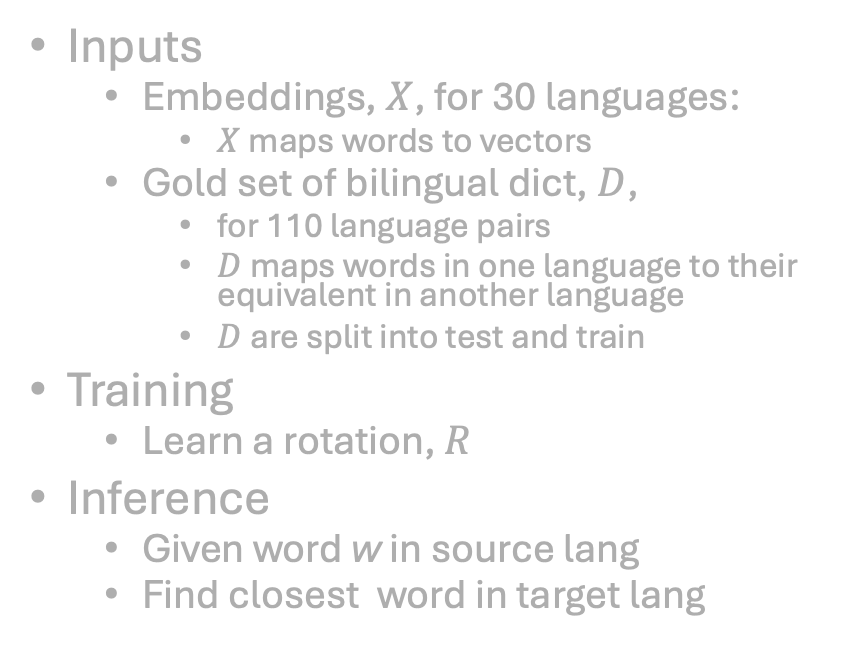 • Inputs
• Embeddings, X, for 30 languages:
• X maps words to vectors
• Gold set of bilingual dict, D,
• for 110 language pairs
• D maps words in one language to their
equivalent in another language
• D are split into test and train
• Training
• Learn a rotation, R
• Inference
• Given word w in source lang
• Find closest  word in target lang